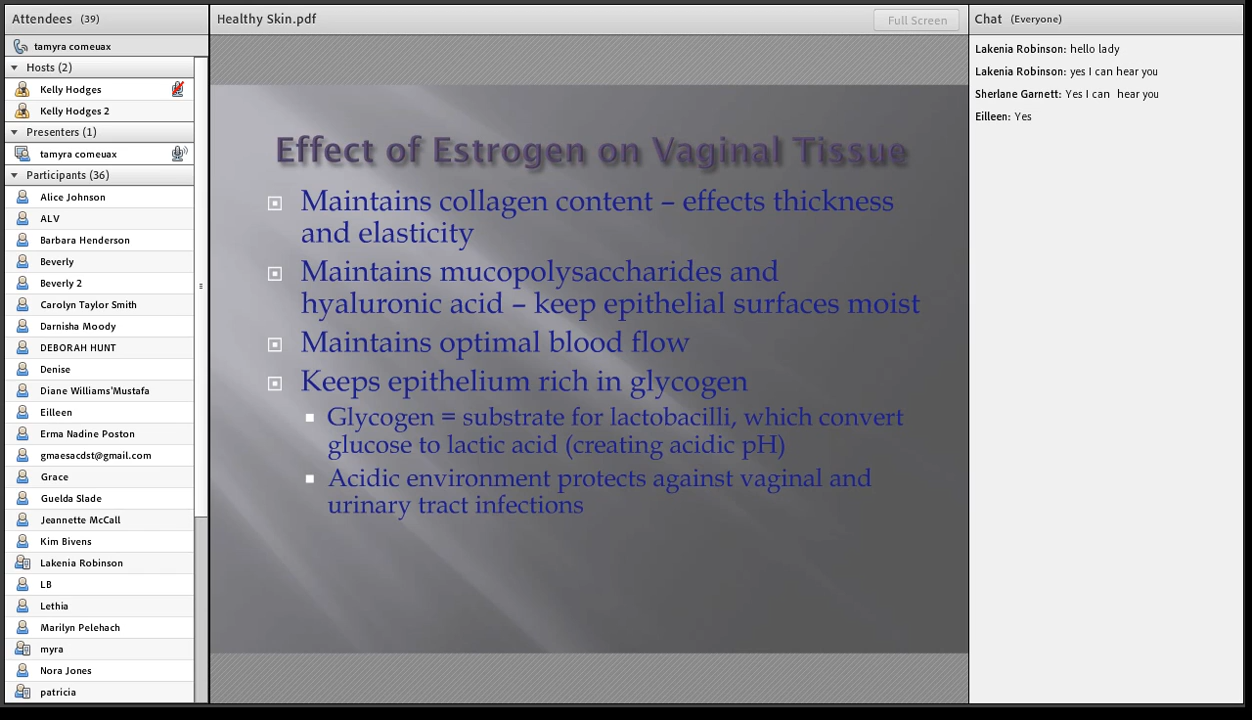 Attendees (39)
tamyra comeuax
Hosts (2)
Kelly Hodges
Kelly Hodges 2
Presenters (1)
tamyra comeuax
Participants (36)
Alice Johnson
ALV
Barbara Henderson
Beverly
Beverly 2
Carolyn Taylor Smith
Darnisha Moody
DEBORAH HUNT
Denise
Diane Williams'Mustafa
Eilleen
Erma Nadine Poston
gmaesacdst@gmail.com
Grace
Guelda Slade
Jeannette McCall
Kim Bivens
Lakenia Robinson
LB
Lethia
Marilyn Pelehach
myra
Nora Jones
patricia
Healthy Skin.pdf
Full Screen
Effect of Estrogen on Vaginal Tissue
Maintains collagen content – effects thickness
and elasticity
Maintains mucopolysaccharides and
hyaluronic acid – keep epithelial surfaces moist
Maintains optimal blood flow
Keeps epithelium rich in glycogen
Glycogen = substrate for lactobacilli, which convert
glucose to lactic acid (creating acidic pH)
Acidic environment protects against vaginal and
urinary tract infections
Chat (Everyone)
Lakenia Robinson: hello lady
Lakenia Robinson: yes I can hear you
Sherlane Garnett: Yes I can hear you
Eilleen: Yes